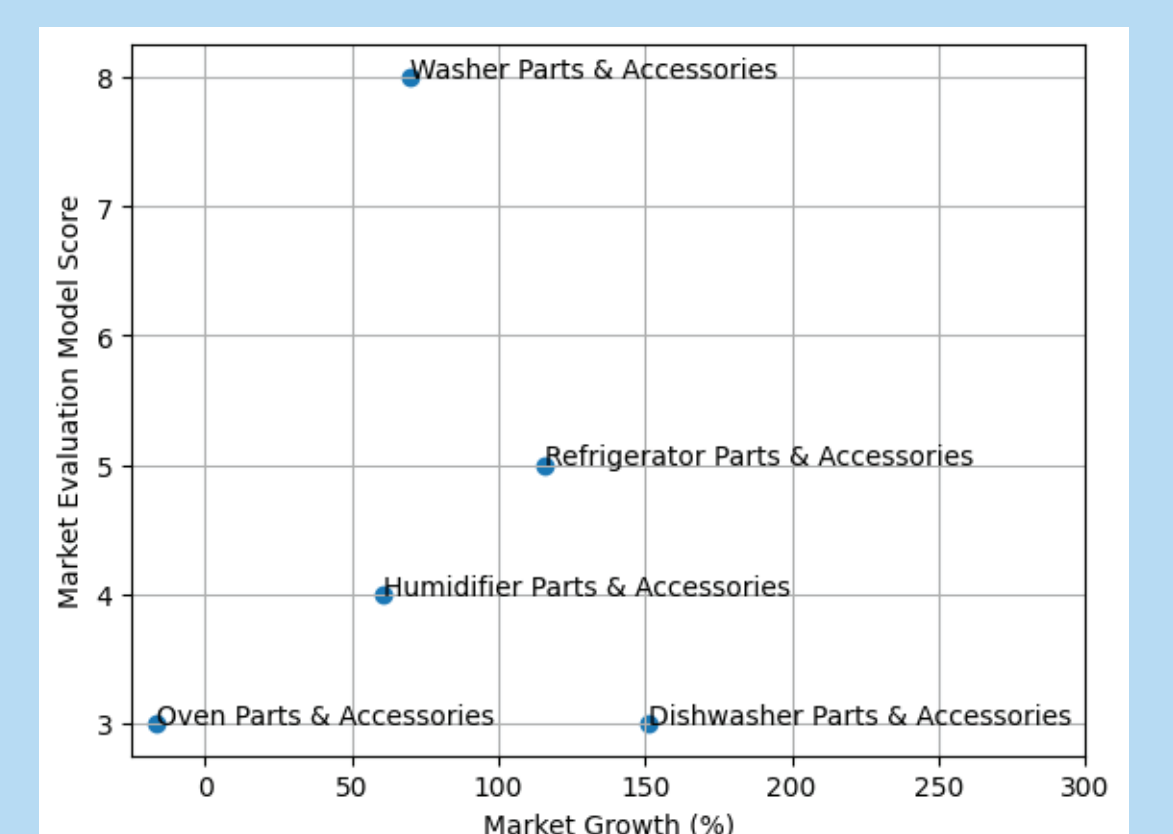 Market Evaluation Model Score
8
7
6
5
4
3
Washer Parts & Accessories
Refrigerator Parts & Accessories
Humidifier Parts & Accessories
Oven Parts & Accessories
Dishwasher Parts & Accessories
0 50 100 150 200 250 300
Market Growth (%)